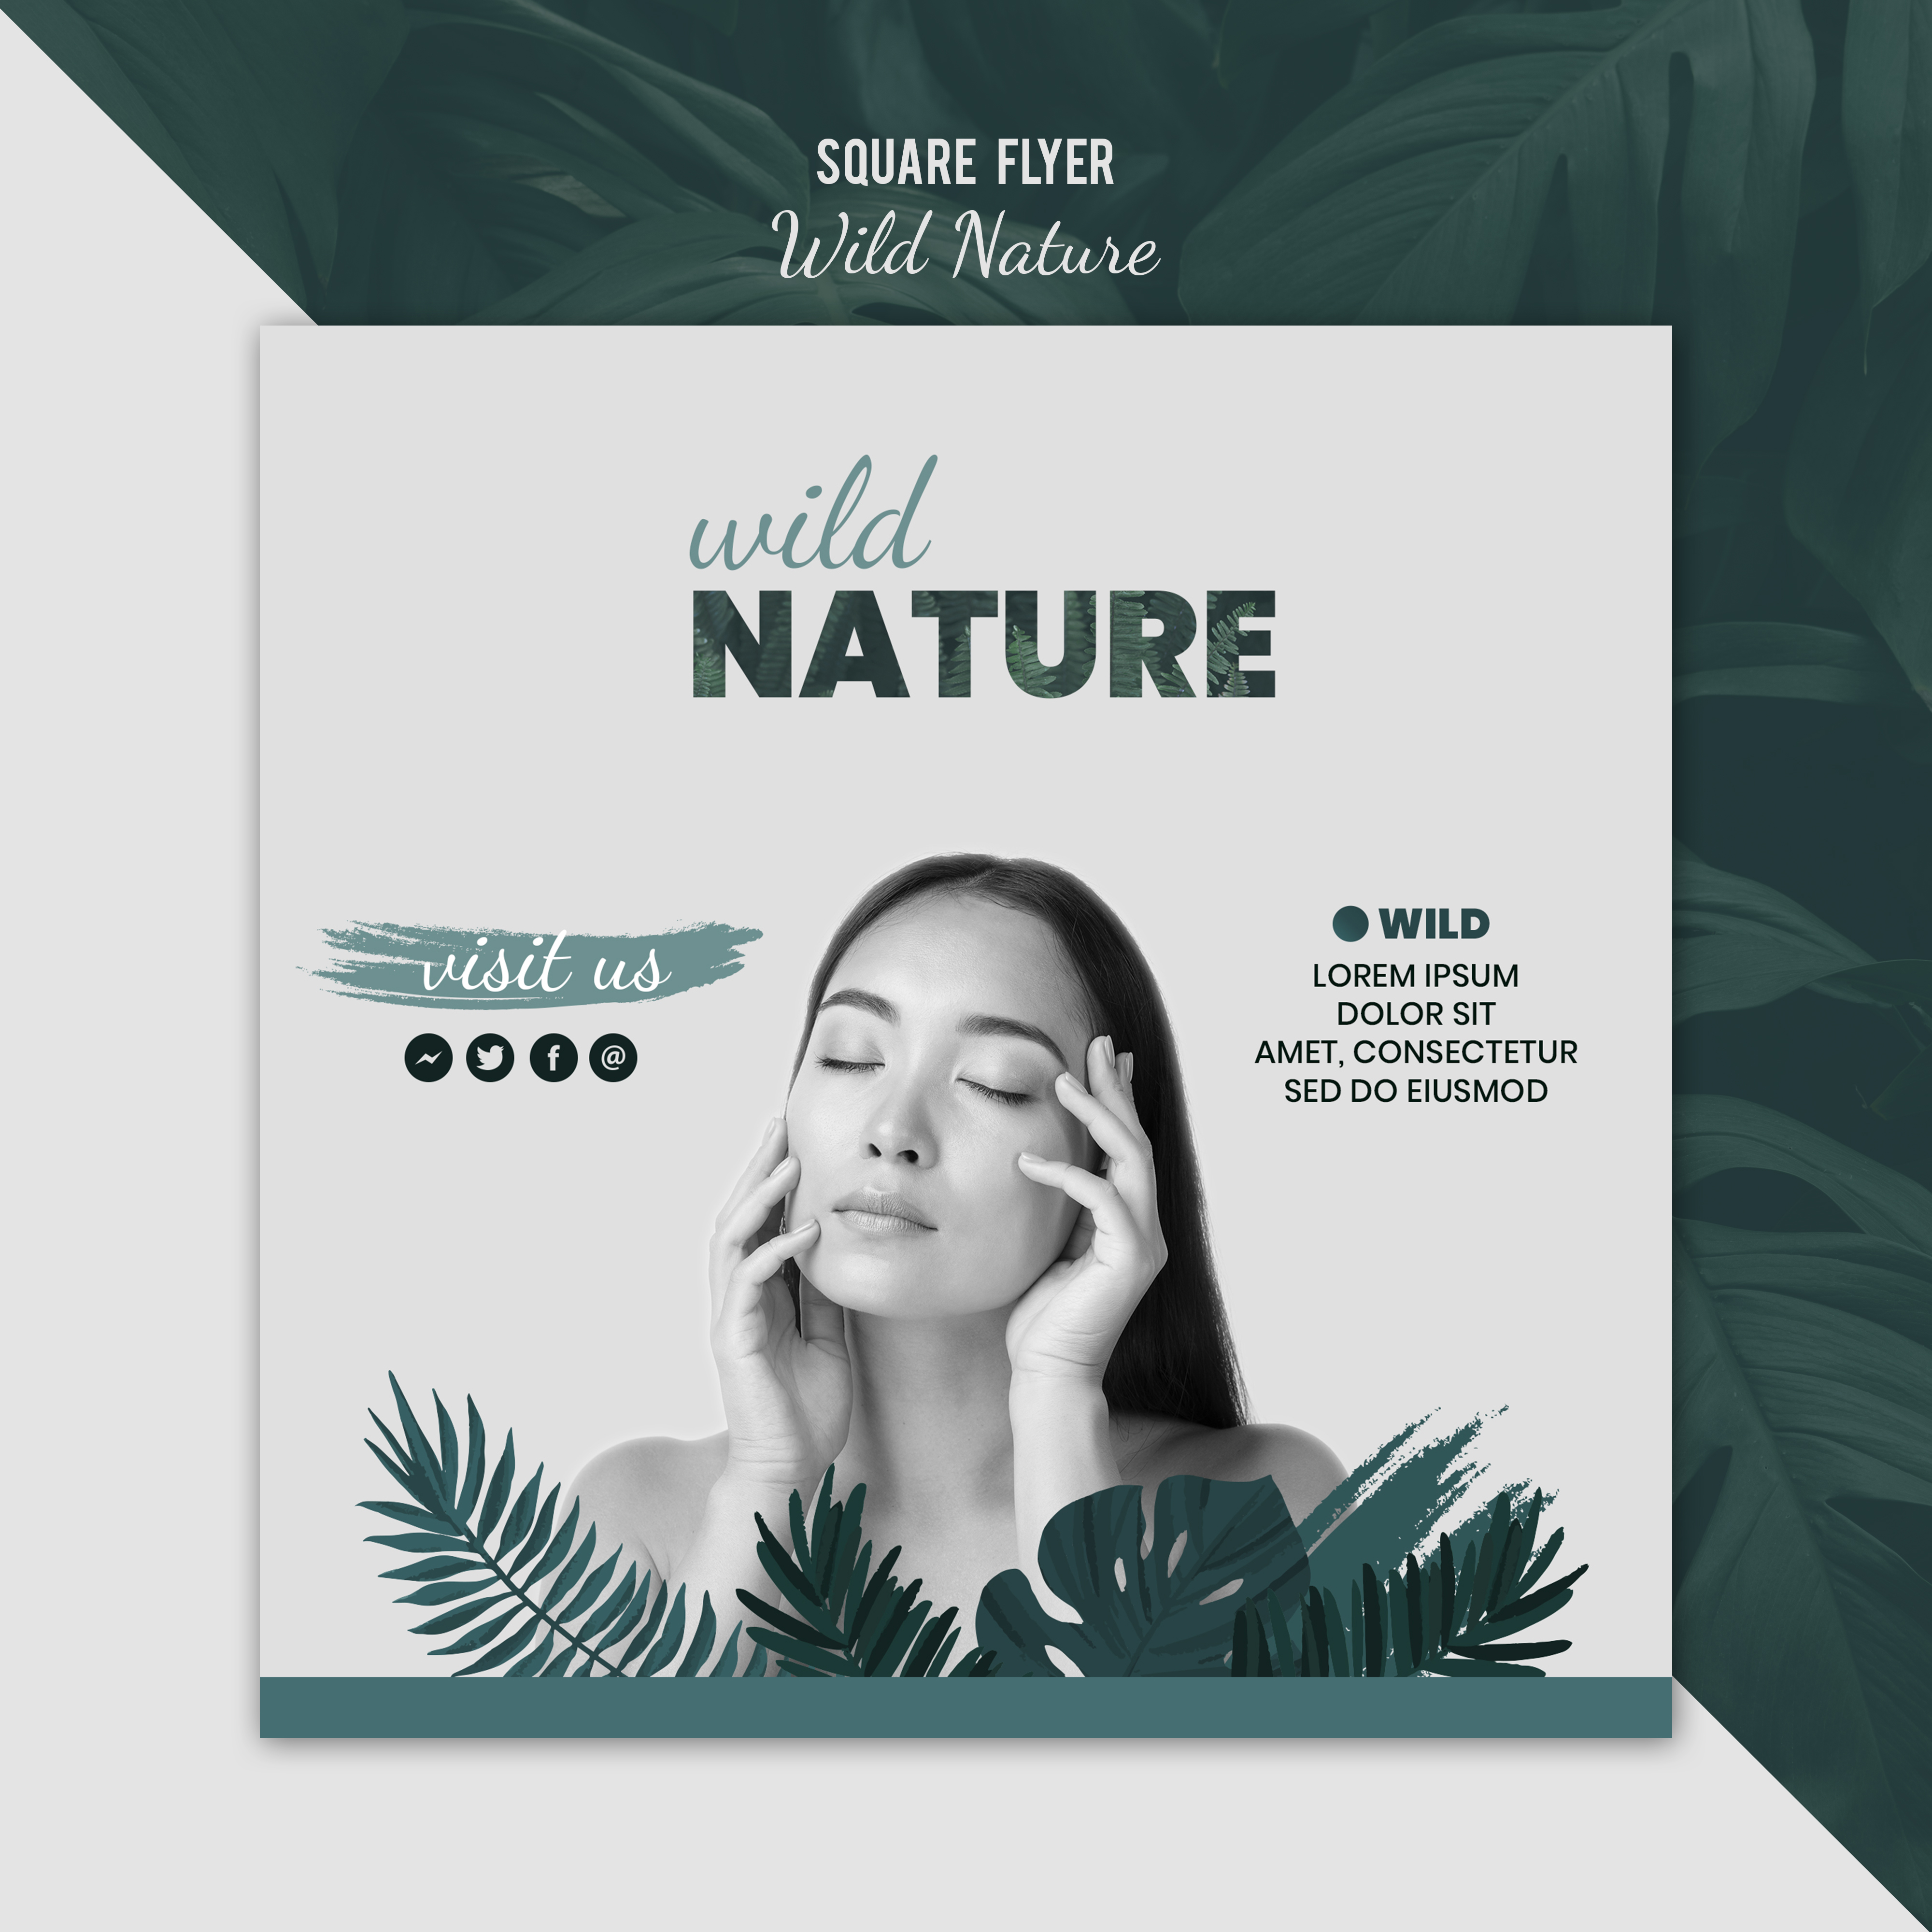 SQUARE FLYER
Wild Nature
wild
NATURE
visit us
f @
WILD
LOREM IPSUM
DOLOR SIT
AMET, CONSECTETUR
SED DO EIUSMOD